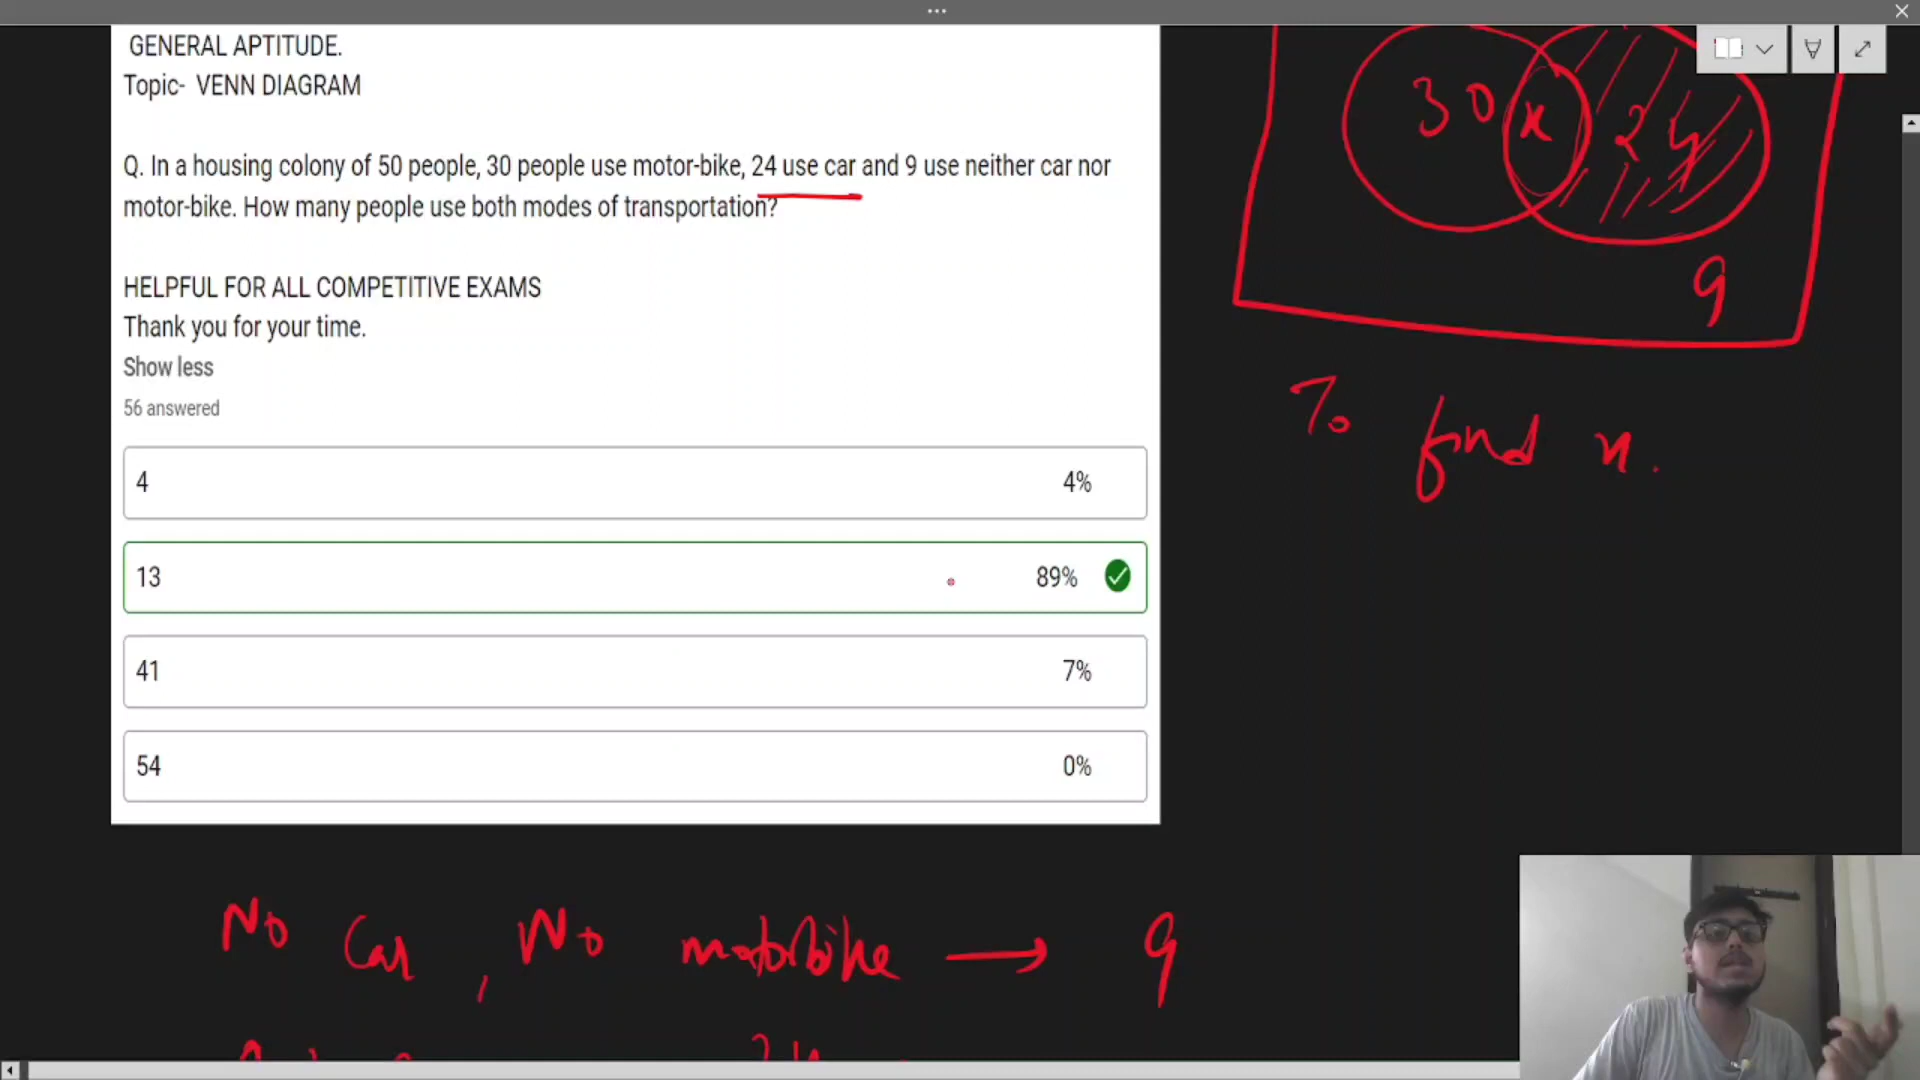 GENERAL APTITUDE.
Topic- VENN DIAGRAM
Q. In a housing colony of 50 people, 30 people use motor-bike, 24 use car and 9 use neither car nor
motor-bike. How many people use both modes of transportation?
HELPFUL FOR ALL COMPETITIVE EXAMS
Thank you for your time.
Show less
56 answered
4 4%
13 89%
41 7%
54 0%
30 x 24
9
To find x.
No Car, No motorbike → 9